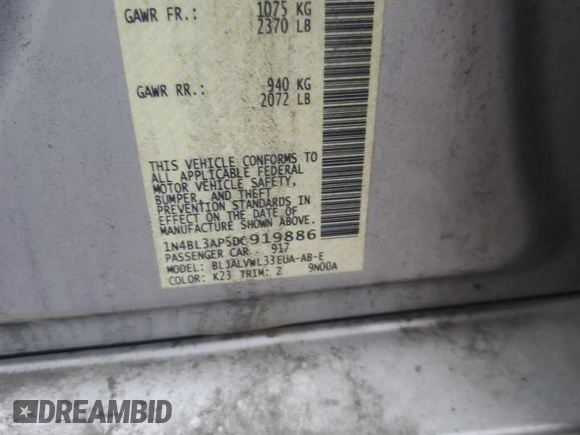 GAWR FR.: 1075 KG
2370 LB
GAWR RR.: 940 KG
2072 LB
THIS VEHICLE CONFORMS TO
ALL APPLICABLE FEDERAL
MOTOR VEHICLE SAFETY,
BUMPER, AND THEFT
PREVENTION STANDARDS IN
EFFECT ON THE DATE OF
MANUFACTURE SHOWN ABOVE.
1N4BL3AP5DC919886
PASSENGER CAR 917
MODEL: BLJALVWL33EUA-AB-E
COLOR: K23 TRIM: Z 9N00A
DREAMBID